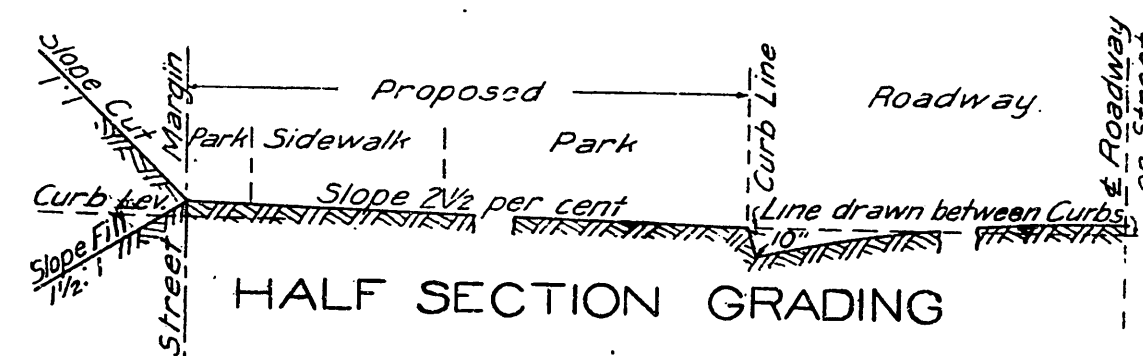 Slope Cut
1:1
Street Margin
Proposed
Curb Line
Roadway
℄ Roadway
Park
Sidewalk
Park
Curb Lev.
Slope 2½ per cent
Line drawn between Curbs
10"
Slope Fill
1½:1
HALF SECTION GRADING